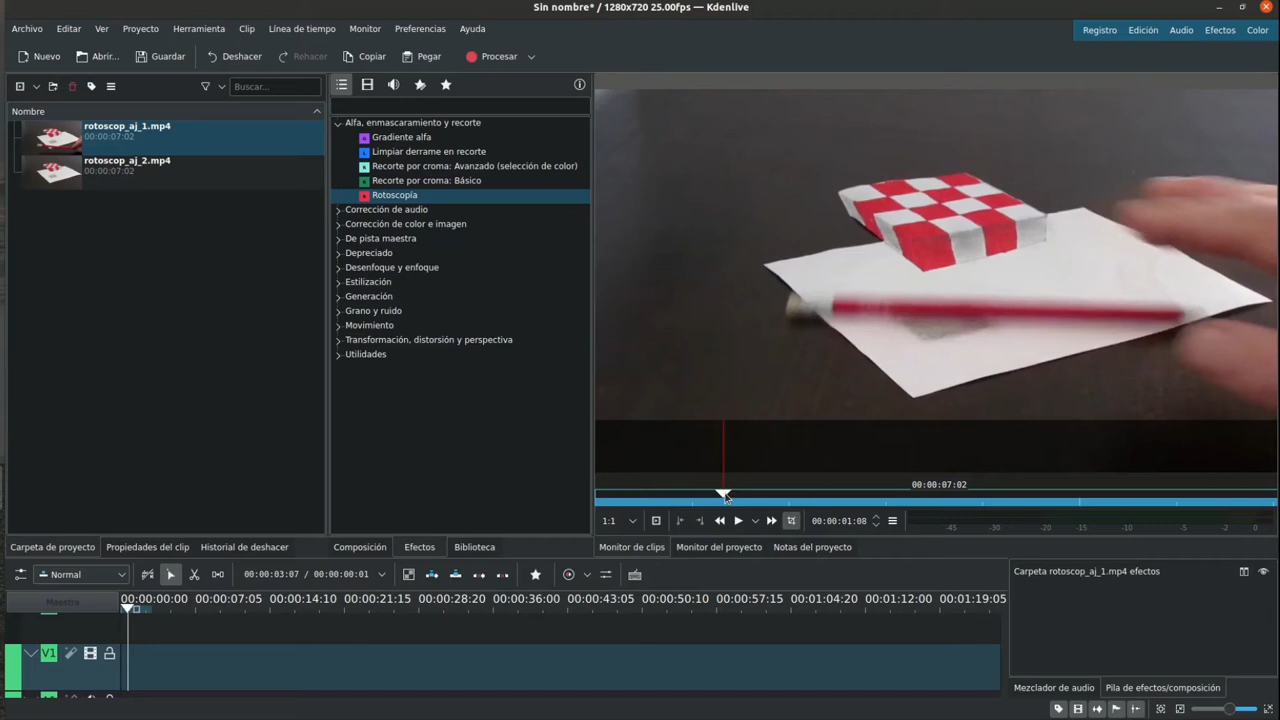 Sin nombre* / 1280x720 25.00fps — Kdenlive
Archivo Editar Ver Proyecto Herramienta Clip Línea de tiempo Monitor Preferencias Ayuda
Registro Edición Audio Efectos Color
Nuevo Abrir... Guardar Deshacer Rehacer Copiar Pegar Procesar
Buscar...
Nombre
rotoscop_aj_1.mp4
00:00:07:02
rotoscop_aj_2.mp4
00:00:07:02
Alfa, enmascaramiento y recorte
Gradiente alfa
Limpiar derrame en recorte
Recorte por croma: Avanzado (selección de color)
Recorte por croma: Básico
Rotoscopía
Corrección de audio
Corrección de color e imagen
De pista maestra
Depreciado
Desenfoque y enfoque
Estilización
Generación
Grano y ruido
Movimiento
Transformación, distorsión y perspectiva
Utilidades
00:00:07:02
1:1 00:00:01:08
-45 -30 -20 -15 -10 -5 -2 0
Carpeta de proyecto Propiedades del clip Historial de deshacer Composición Efectos Biblioteca Monitor de clips Monitor del proyecto Notas del proyecto
Normal 00:00:03:07 / 00:00:00:01
Carpeta rotoscop_aj_1.mp4 efectos
Maestra
00:00:00:00 00:00:07:05 00:00:14:10 00:00:21:15 00:00:28:20 00:00:36:00 00:00:43:05 00:00:50:10 00:00:57:15 00:01:04:20 00:01:12:00 00:01:19:05
V1
Mezclador de audio Pila de efectos/composición